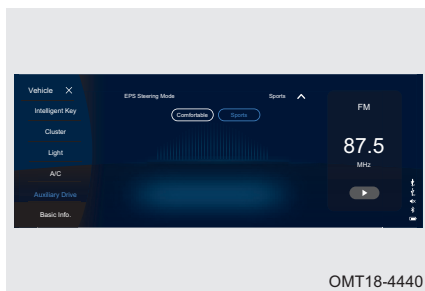 Vehicle
EPS Steering Mode
Sports
Intelligent Key
Comfortable
Sports
FM
Cluster
Light
87.5
MHz
A/C
Auxiliary Drive
Basic Info.
OMT18-4440